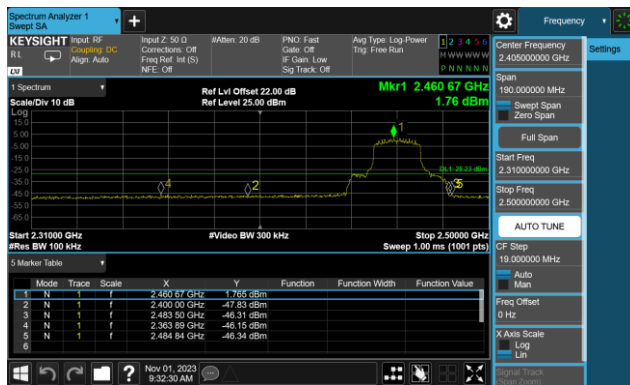 Spectrum Analyzer 1
Swept SA
Frequency
KEYSIGHT Input: RF Input Z: 50 Ω #Atten: 20 dB PNO: Fast Avg Type: Log-Power 1 2 3 4 5 6
RL Coupling: DC Corrections: Off Gate: Off Trig: Free Run M W W W W W
Align: Auto Freq Ref: Int (S) IF Gain: Low
NFE: Off Sig Track: Off P N N N N N
LXI
1 Spectrum Ref Lvl Offset 22.00 dB Mkr1 2.460 67 GHz
Scale/Div 10 dB Ref Level 25.00 dBm 1.76 dBm
Log
15.0
5.00
-5.00
-15.0
-25.0
-35.0
-45.0
-55.0
-65.0
1
DL1 -28.23 dBm
4
2
5
Start 2.31000 GHz #Video BW 300 kHz Stop 2.50000 GHz
#Res BW 100 kHz Sweep 1.00 ms (1001 pts)
5 Marker Table
Mode Trace Scale X Y Function Function Width Function Value
1 N 1 f 2.460 67 GHz 1.765 dBm
2 N 1 f 2.400 00 GHz -47.83 dBm
3 N 1 f 2.483 50 GHz -46.31 dBm
4 N 1 f 2.363 89 GHz -46.15 dBm
5 N 1 f 2.484 84 GHz -46.34 dBm
6
Nov 01, 2023
9:32:30 AM
Center Frequency
2.405000000 GHz
Settings
Span
190.000000 MHz
Swept Span
Zero Span
Full Span
Start Freq
2.310000000 GHz
Stop Freq
2.500000000 GHz
AUTO TUNE
CF Step
19.000000 MHz
Auto
Man
Freq Offset
0 Hz
X Axis Scale
Log
Lin
Signal Track
(Span Zoom)